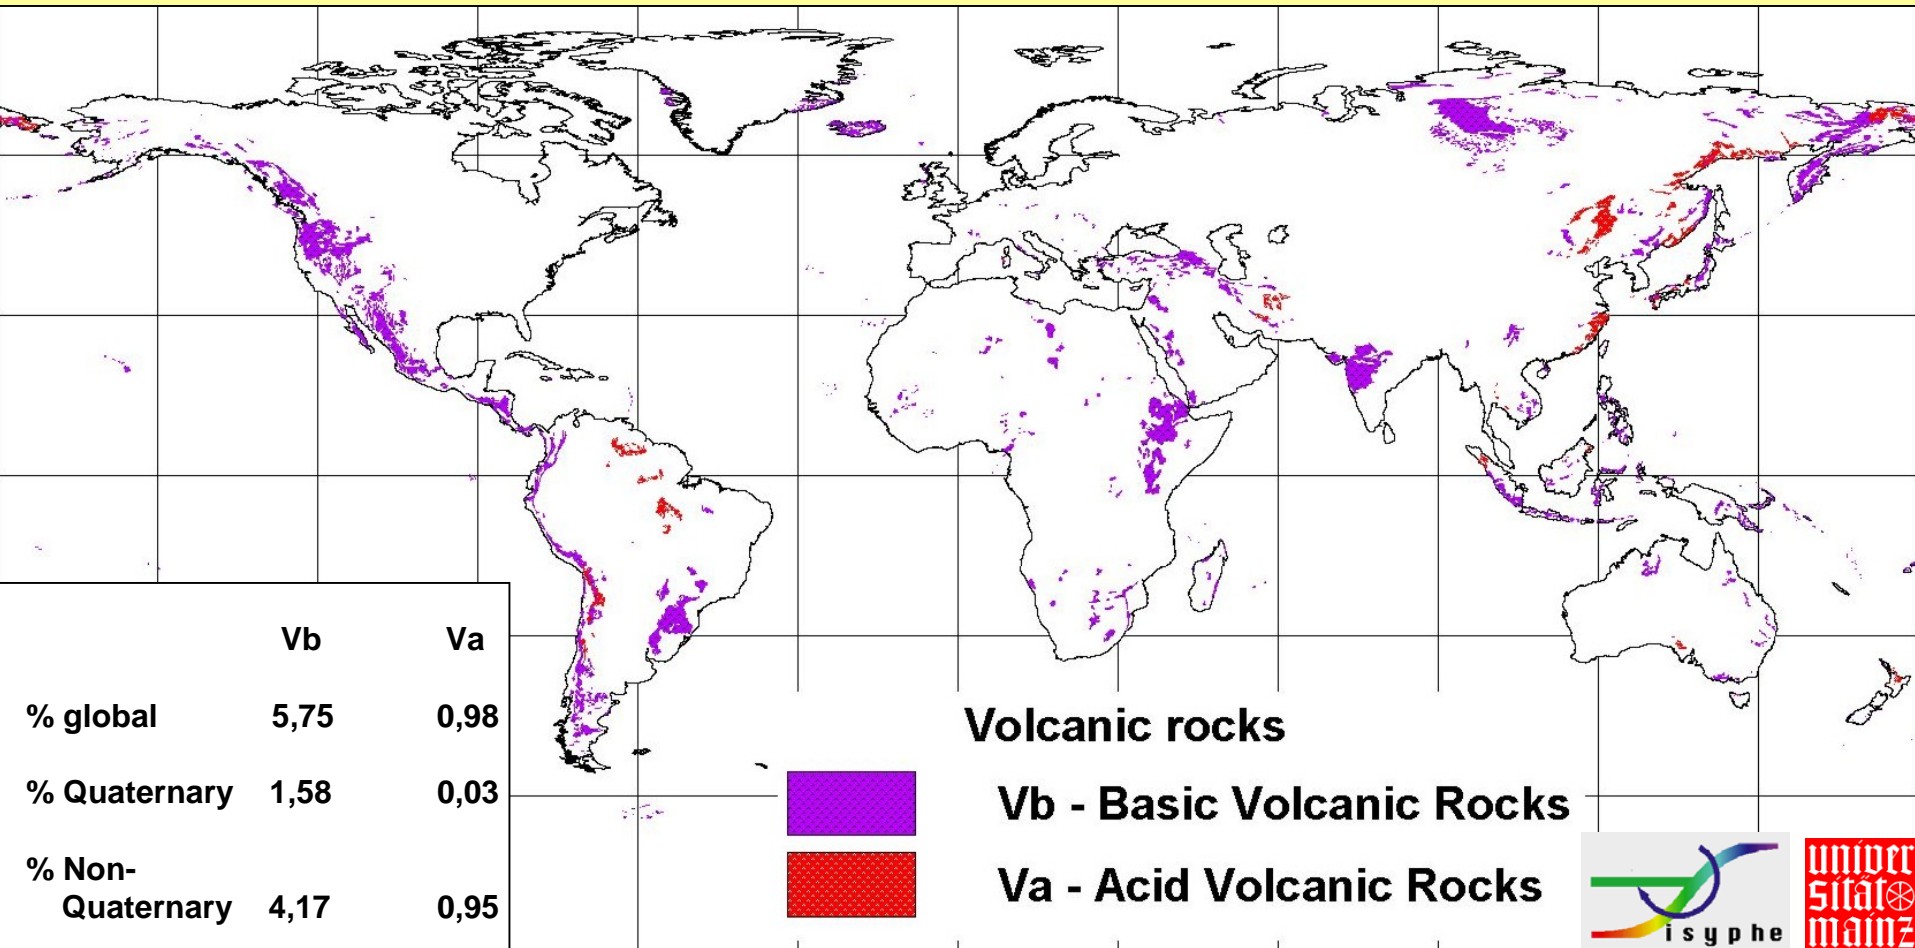 Vb Va
% global 5,75 0,98
% Quaternary 1,58 0,03
% Non-
Quaternary 4,17 0,95
Volcanic rocks
Vb - Basic Volcanic Rocks
Va - Acid Volcanic Rocks
isyphe
univer
sität
mainz